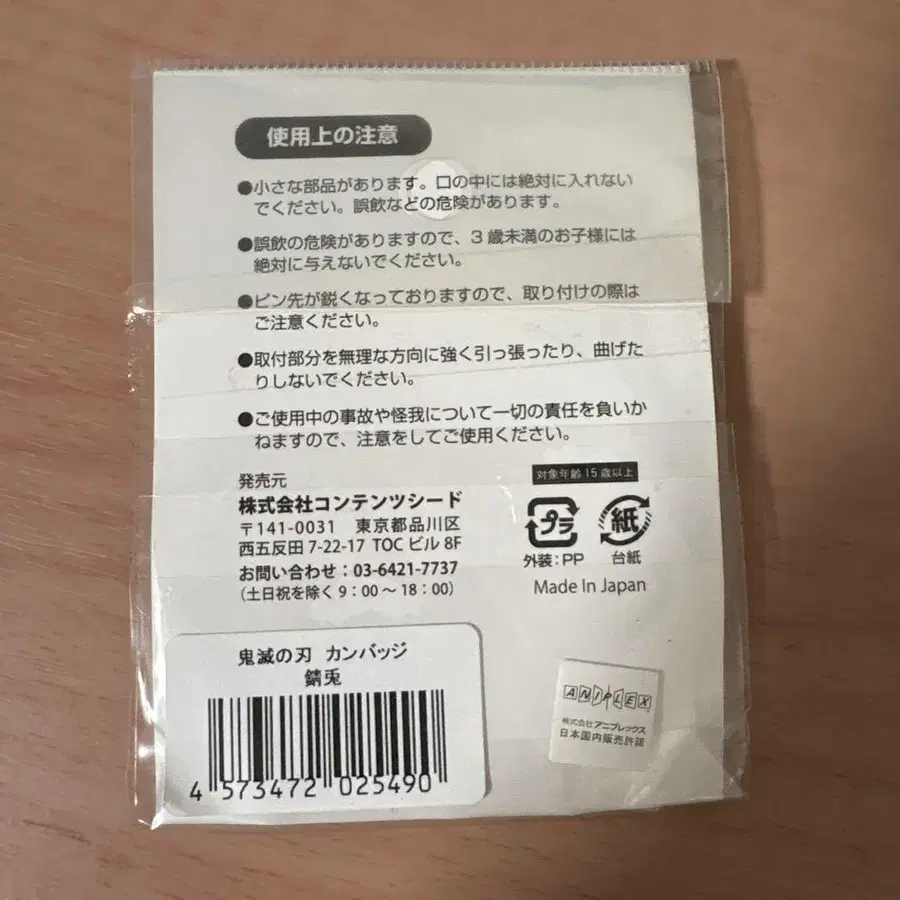 使用上の注意
●小さな部品があります。口の中には絶対に入れない
でください。誤飲などの危険があります。
●誤飲の危険がありますので、3歳未満のお子様には
絶対に与えないでください。
●ピン先が鋭くなっておりますので、取り付けの際は
ご注意ください。
●取付部分を無理な方向に強く引っ張ったり、曲げた
りしないでください。
●ご使用中の事故や怪我について一切の責任を負いか
ねますので、注意をしてご使用ください。
発売元
株式会社コンテンツシード
〒141-0031 東京都品川区
西五反田 7-22-17 TOC ビル 8F
お問い合わせ:03-6421-7737
(土日祝を除く 9:00 ~ 18:00)
対象年齢 15 歳以上
プラ
紙
外装:PP
台紙
Made In Japan
鬼滅の刃 カンバッジ
錆兎
4 573472 025490
ANIPLEX
株式会社アニプレックス
日本国内販売許諾